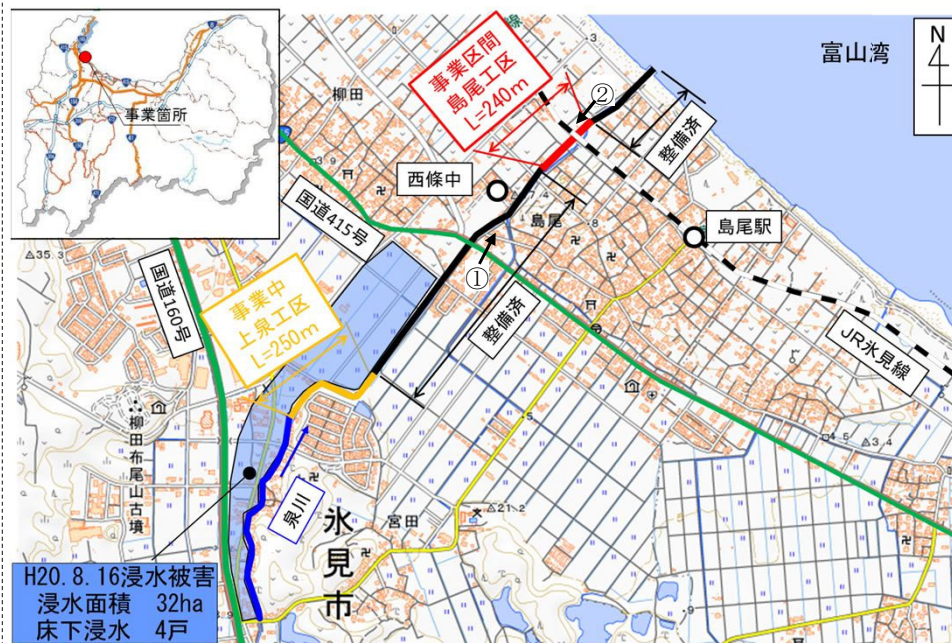 事業箇所
富山湾
N
事業区間
島尾工区
L=240m
②
柳田
整備済
西條中
島尾
島尾駅
国道415号
①
整備済
国道160号
事業中
上泉工区
L=250m
JR氷見線
柳田布尾山古墳
泉川
宮田
氷見市
H20.8.16浸水被害
浸水面積 32ha
床下浸水 4戸